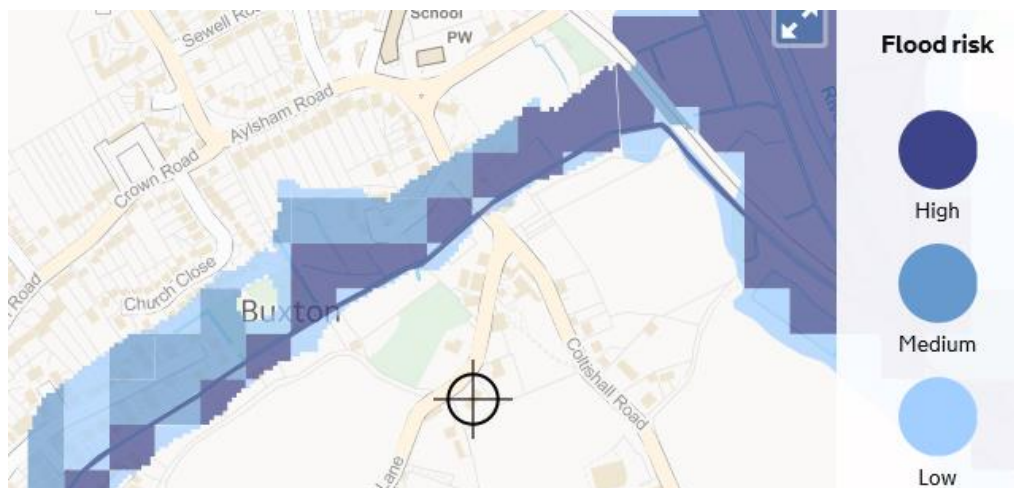 School
Sewell Ro
PW
Aylsham Road
Crown Road
Church Close
Road
Buxton
Coltishall Road
Lane
Flood risk
High
Medium
Low